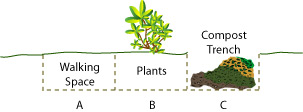 Compost
Trench
Walking
Space
Plants
A
B
C